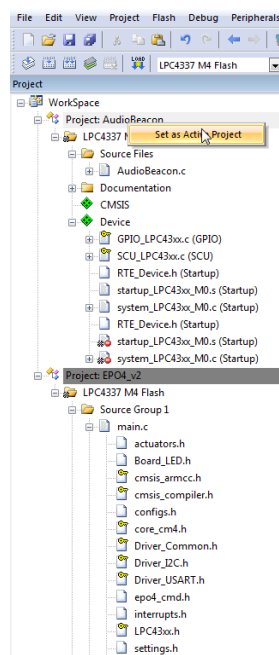 File Edit View Project Flash Debug Peripherals
LOAD
LPC4337 M4 Flash
Project
WorkSpace
Project: AudioBeacon
LPC4337 M
Set as Active Project
Source Files
AudioBeacon.c
Documentation
CMSIS
Device
GPIO_LPC43xx.c (GPIO)
SCU_LPC43xx.c (SCU)
RTE_Device.h (Startup)
startup_LPC43xx_M0.s (Startup)
system_LPC43xx_M0.c (Startup)
RTE_Device.h (Startup)
startup_LPC43xx_M0.s (Startup)
system_LPC43xx_M0.c (Startup)
Project: EPO4_v2
LPC4337 M4 Flash
Source Group 1
main.c
actuators.h
Board_LED.h
cmsis_armcc.h
cmsis_compiler.h
configs.h
core_cm4.h
Driver_Common.h
Driver_I2C.h
Driver_USART.h
epo4_cmd.h
interrupts.h
LPC43xx.h
settings.h